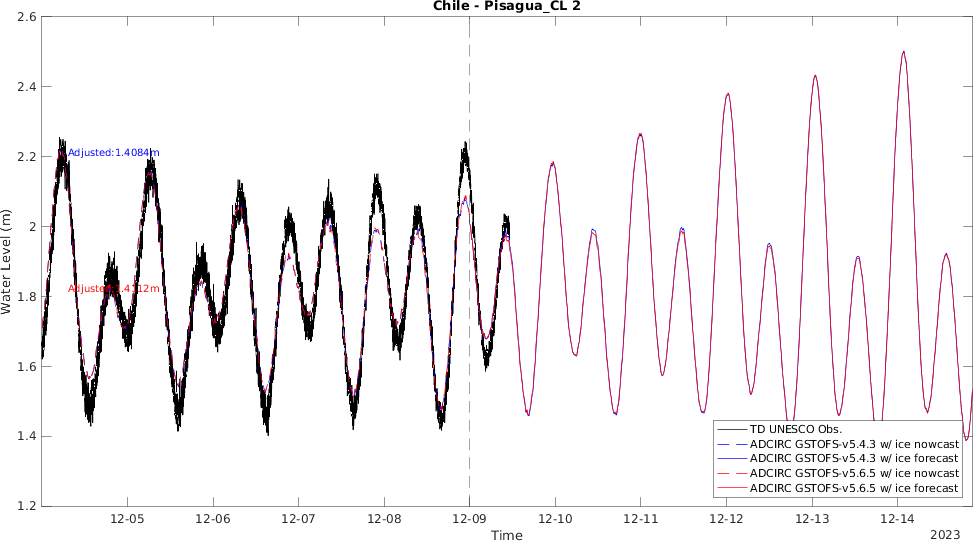 Chile - Pisagua_CL 2
2.6
2.4
2.2
2
1.8
1.6
1.4
1.2
Water Level (m)
Adjusted:1.4084m
Adjusted:1.4112m
TD UNESCO Obs.
ADCIRC GSTOFS-v5.4.3 w/ ice nowcast
ADCIRC GSTOFS-v5.4.3 w/ ice forecast
ADCIRC GSTOFS-v5.6.5 w/ ice nowcast
ADCIRC GSTOFS-v5.6.5 w/ ice forecast
12-05 12-06 12-07 12-08 12-09 12-10 12-11 12-12 12-13 12-14
Time
2023